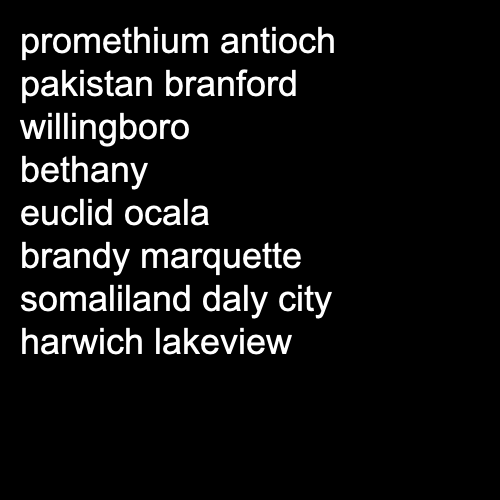 promethium antioch
pakistan branford
willingboro
bethany
euclid ocala
brandy marquette
somaliland daly city
harwich lakeview